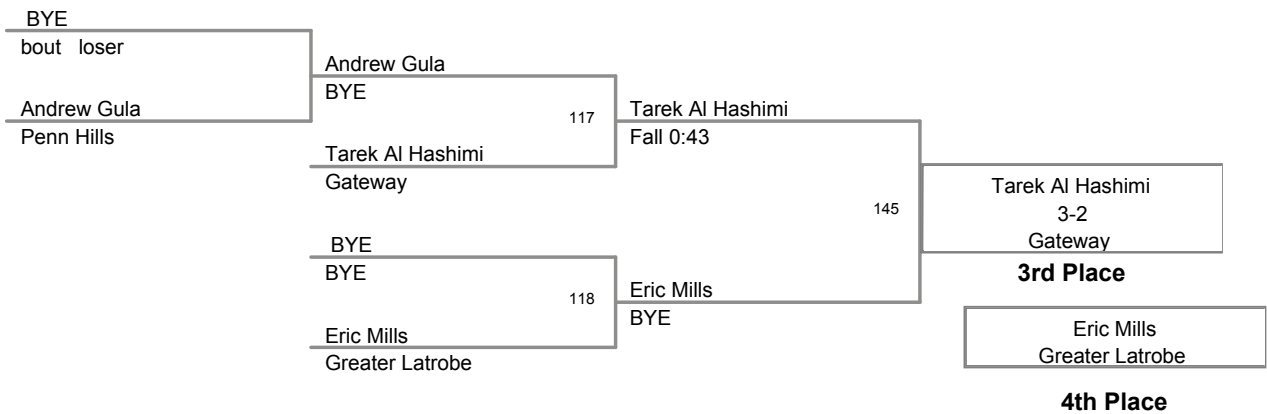 BYE
bout loser
Andrew Gula
Penn Hills
Andrew Gula
BYE
117
Tarek Al Hashimi
Gateway
BYE
BYE
118
Eric Mills
Greater Latrobe
Tarek Al Hashimi
Fall 0:43
145
Eric Mills
BYE
Tarek Al Hashimi
3-2
Gateway
3rd Place
Eric Mills
Greater Latrobe
4th Place